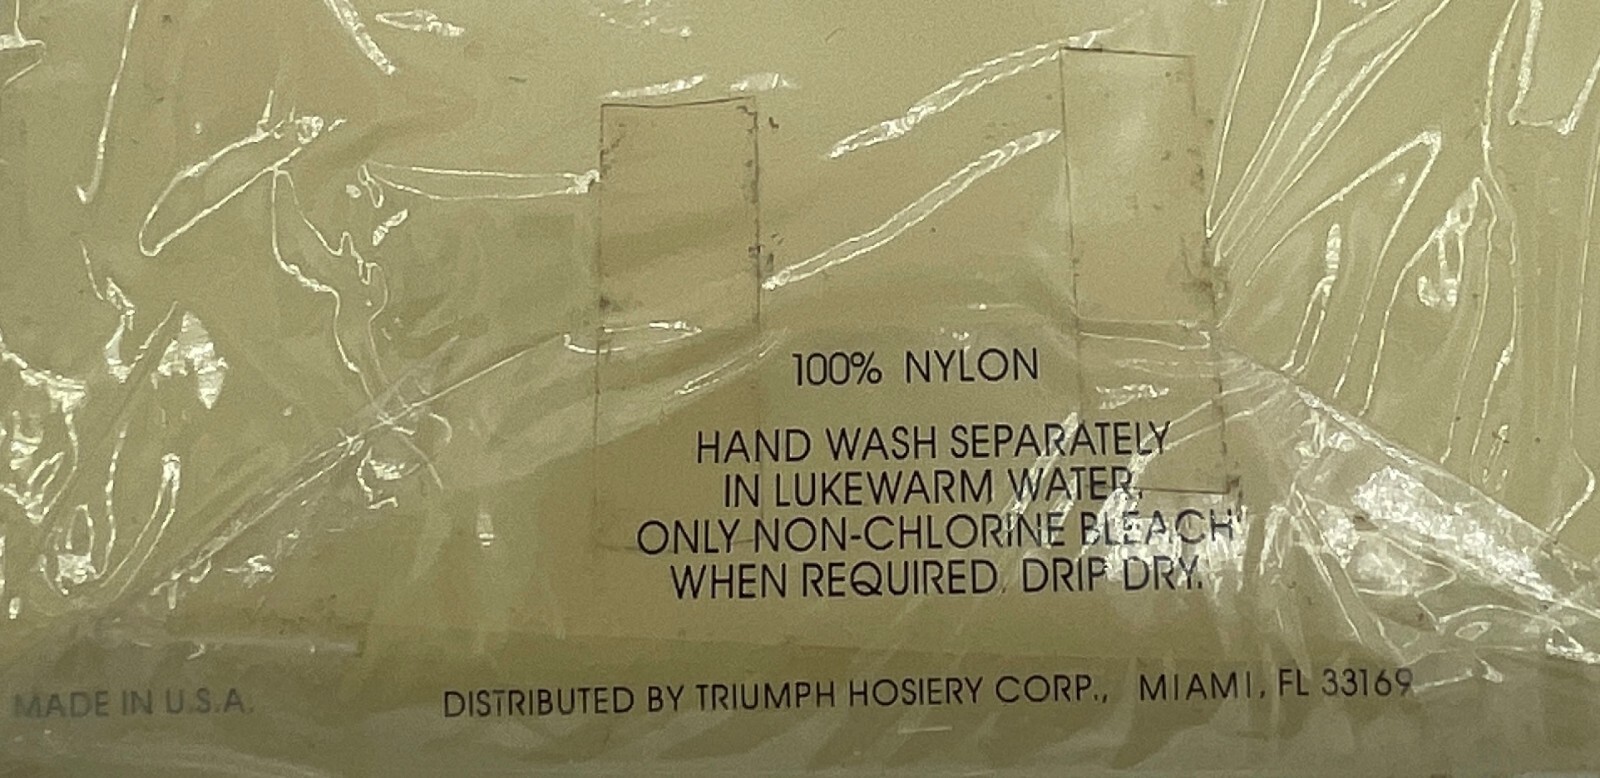 100% NYLON
HAND WASH SEPARATELY
IN LUKEWARM WATER.
ONLY NON-CHLORINE BLEACH
WHEN REQUIRED. DRIP DRY.
MADE IN U.S.A.
DISTRIBUTED BY TRIUMPH HOSIERY CORP., MIAMI, FL 33169